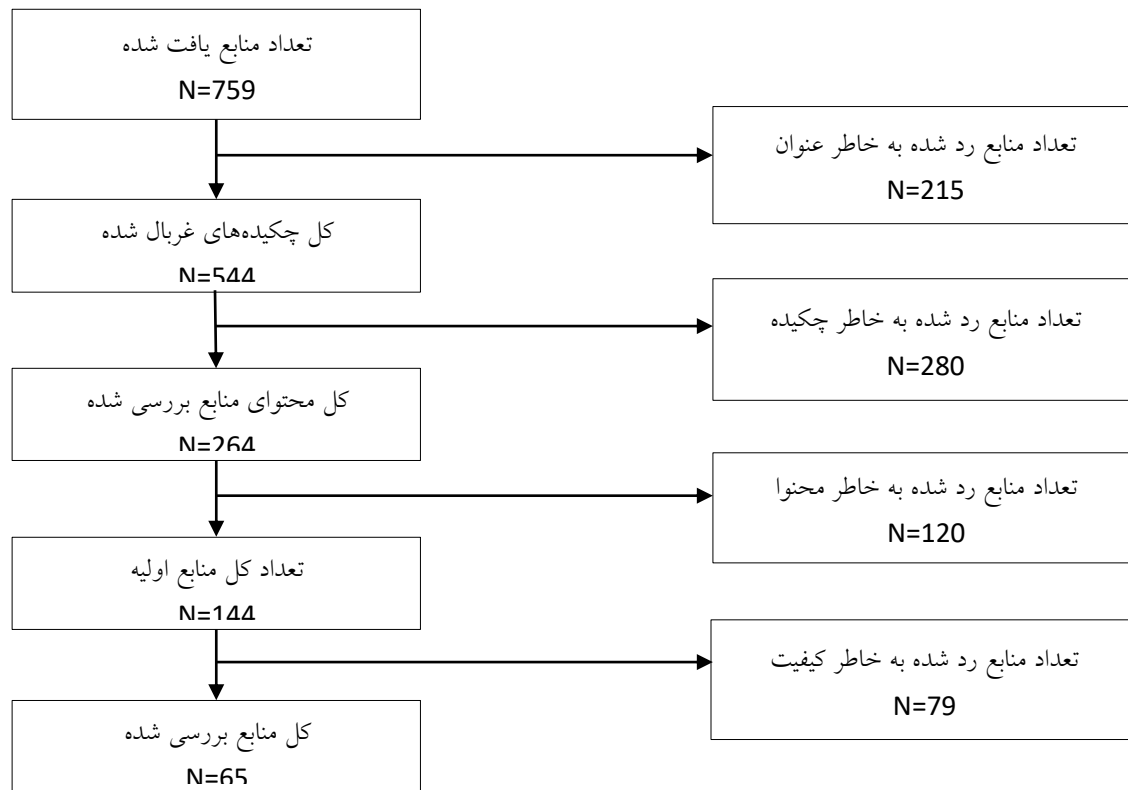 تعداد منابع یافت شده
N=759
تعداد منابع رد شده به خاطر عنوان
N=215
کل چکیده‌های غربال شده
N=544
تعداد منابع رد شده به خاطر چکیده
N=280
کل محتوای منابع بررسی شده
N=264
تعداد منابع رد شده به خاطر محنوا
N=120
تعداد کل منابع اولیه
N=144
تعداد منابع رد شده به خاطر کیفیت
N=79
کل منابع بررسی شده
N=65